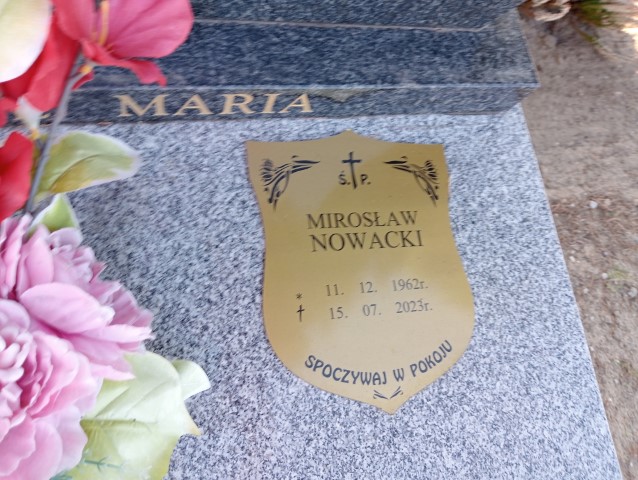 MARIA
Ś. P.
MIROSŁAW
NOWACKI
* 11. 12. 1962r.
† 15. 07. 2023r.
SPOCZYWAJ W POKOJU